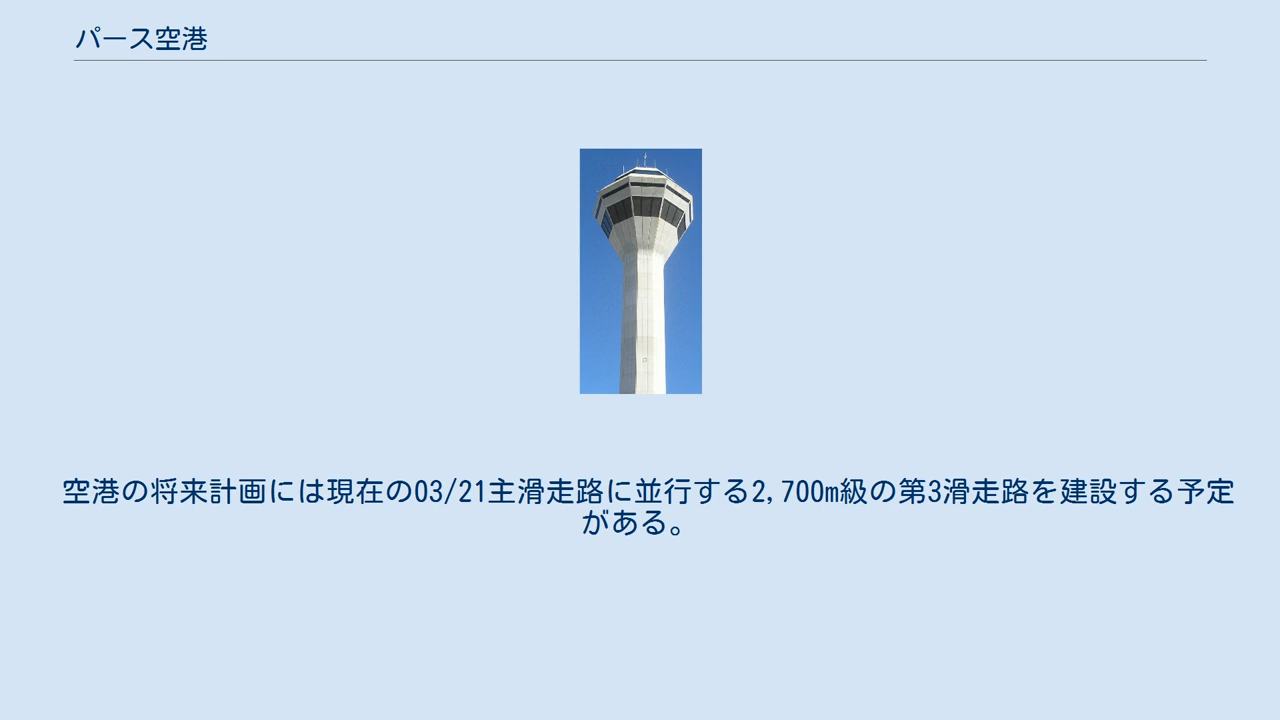 パース空港
空港の将来計画には現在の03/21主滑走路に並行する2,700m級の第3滑走路を建設する予定
がある。